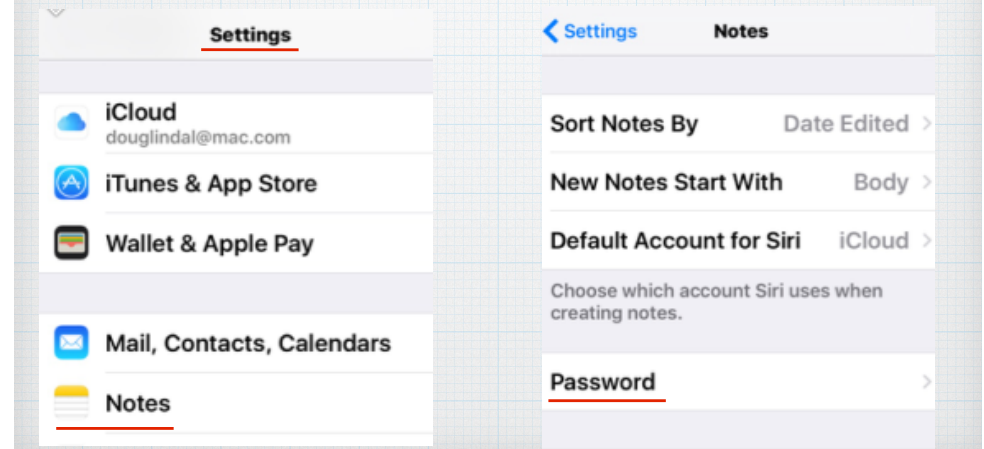 Settings
iCloud
douglindal@mac.com
iTunes & App Store
Wallet & Apple Pay
Mail, Contacts, Calendars
Notes
Settings Notes
Sort Notes By Date Edited
New Notes Start With Body
Default Account for Siri iCloud
Choose which account Siri uses when
creating notes.
Password